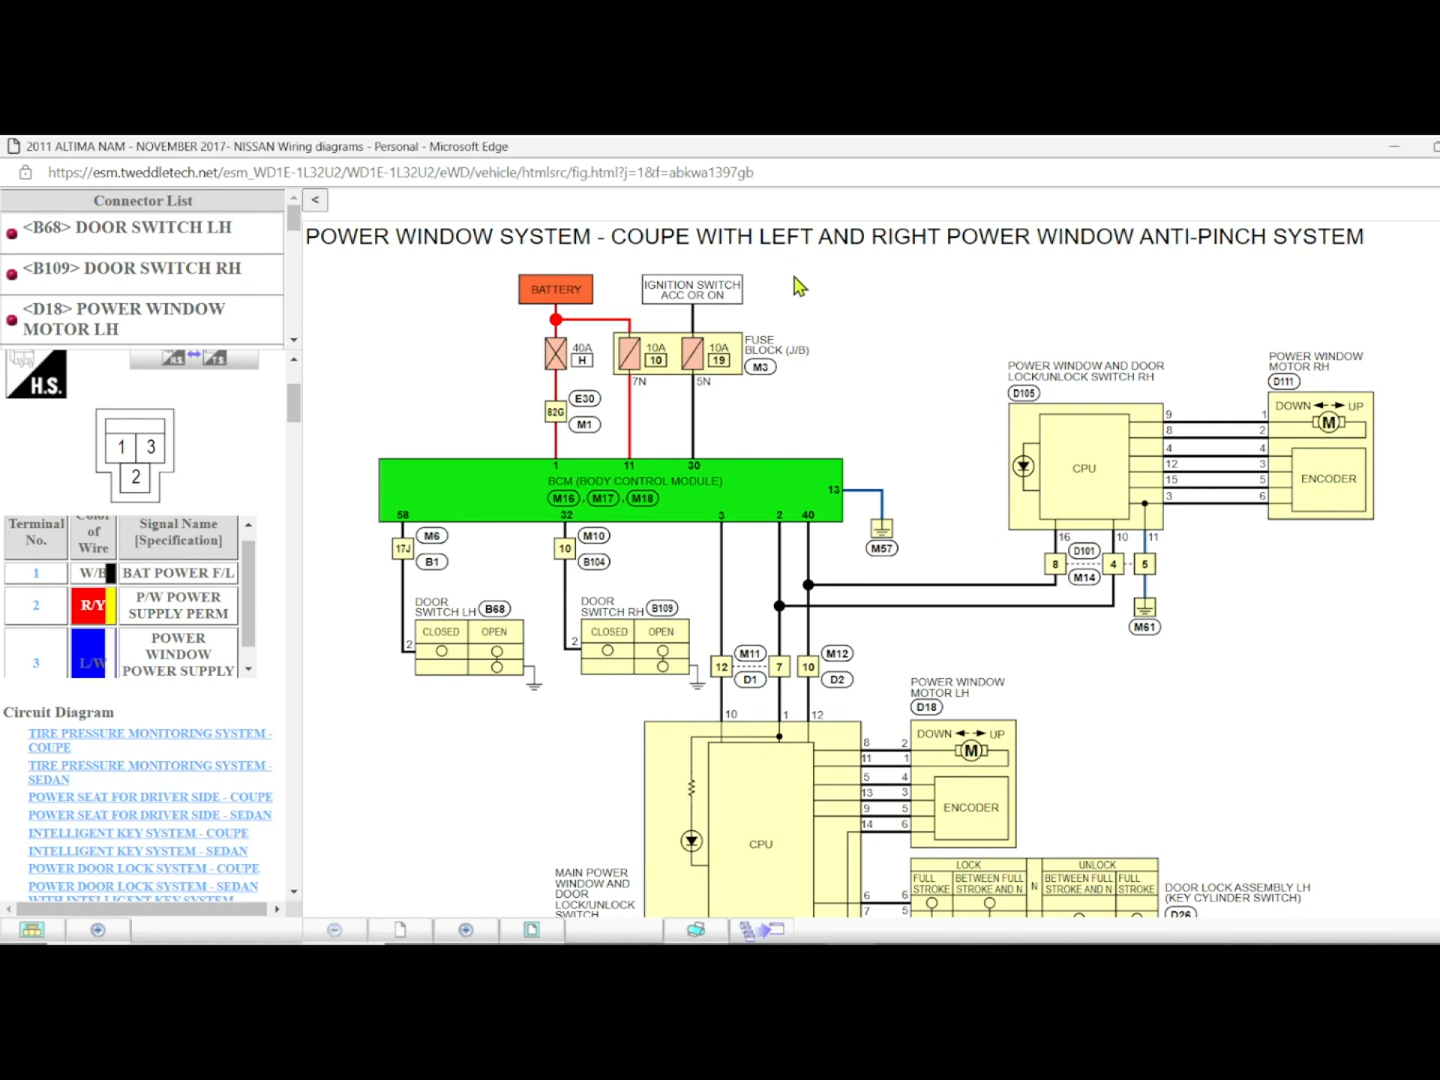 2011 ALTIMA NAM - NOVEMBER 2017- NISSAN Wiring diagrams - Personal - Microsoft Edge
https://esm.tweddletech.net/esm_WD1E-1L32U2/WD1E-1L32U2/eWD/vehicle/htmlsrc/fig.html?j=1&f=abkwa1397gb
Connector List
<B68> DOOR SWITCH LH
<B109> DOOR SWITCH RH
<D18> POWER WINDOW
MOTOR LH
H.S.
H.S. T.S.
1 3
2
Terminal No. Color of Wire Signal Name [Specification]
1 W/B BAT POWER F/L
2 R/Y P/W POWER SUPPLY PERM
3 L/W POWER WINDOW POWER SUPPLY
Circuit Diagram
TIRE PRESSURE MONITORING SYSTEM -
COUPE
TIRE PRESSURE MONITORING SYSTEM -
SEDAN
POWER SEAT FOR DRIVER SIDE - COUPE
POWER SEAT FOR DRIVER SIDE - SEDAN
INTELLIGENT KEY SYSTEM - COUPE
INTELLIGENT KEY SYSTEM - SEDAN
POWER DOOR LOCK SYSTEM - COUPE
POWER DOOR LOCK SYSTEM - SEDAN
WITH INTELLIGENT KEY SYSTEM
<
POWER WINDOW SYSTEM - COUPE WITH LEFT AND RIGHT POWER WINDOW ANTI-PINCH SYSTEM
BATTERY
IGNITION SWITCH
ACC OR ON
40A
H
10A
10
10A
19
FUSE
BLOCK (J/B)
M3
7N
5N
82G
E30
M1
1 11 30
BCM (BODY CONTROL MODULE)
M16 , M17 , M18
13
58 32 3 2 40
M57
17J
M6
B1
10
M10
B104
DOOR
SWITCH LH
B68
CLOSED OPEN
2
DOOR
SWITCH RH
B109
CLOSED OPEN
2
POWER WINDOW AND DOOR
LOCK/UNLOCK SWITCH RH
D105
CPU
9 1
8 2
4 4
12 3
15 5
3 6
POWER WINDOW
MOTOR RH
D111
DOWN UP
M
ENCODER
16 10 11
8
D101
M14
4 5
M61
12
M11
D1
7 10
M12
D2
10 1 12
CPU
MAIN POWER
WINDOW AND
DOOR
LOCK/UNLOCK
SWITCH
8 2
11 1
5 4
13 3
9 5
14 6
6 6
7 5
POWER WINDOW
MOTOR LH
D18
DOWN UP
M
ENCODER
LOCK N UNLOCK
FULL STROKE BETWEEN FULL STROKE AND N BETWEEN FULL STROKE AND N FULL STROKE
DOOR LOCK ASSEMBLY LH
(KEY CYLINDER SWITCH)
D26